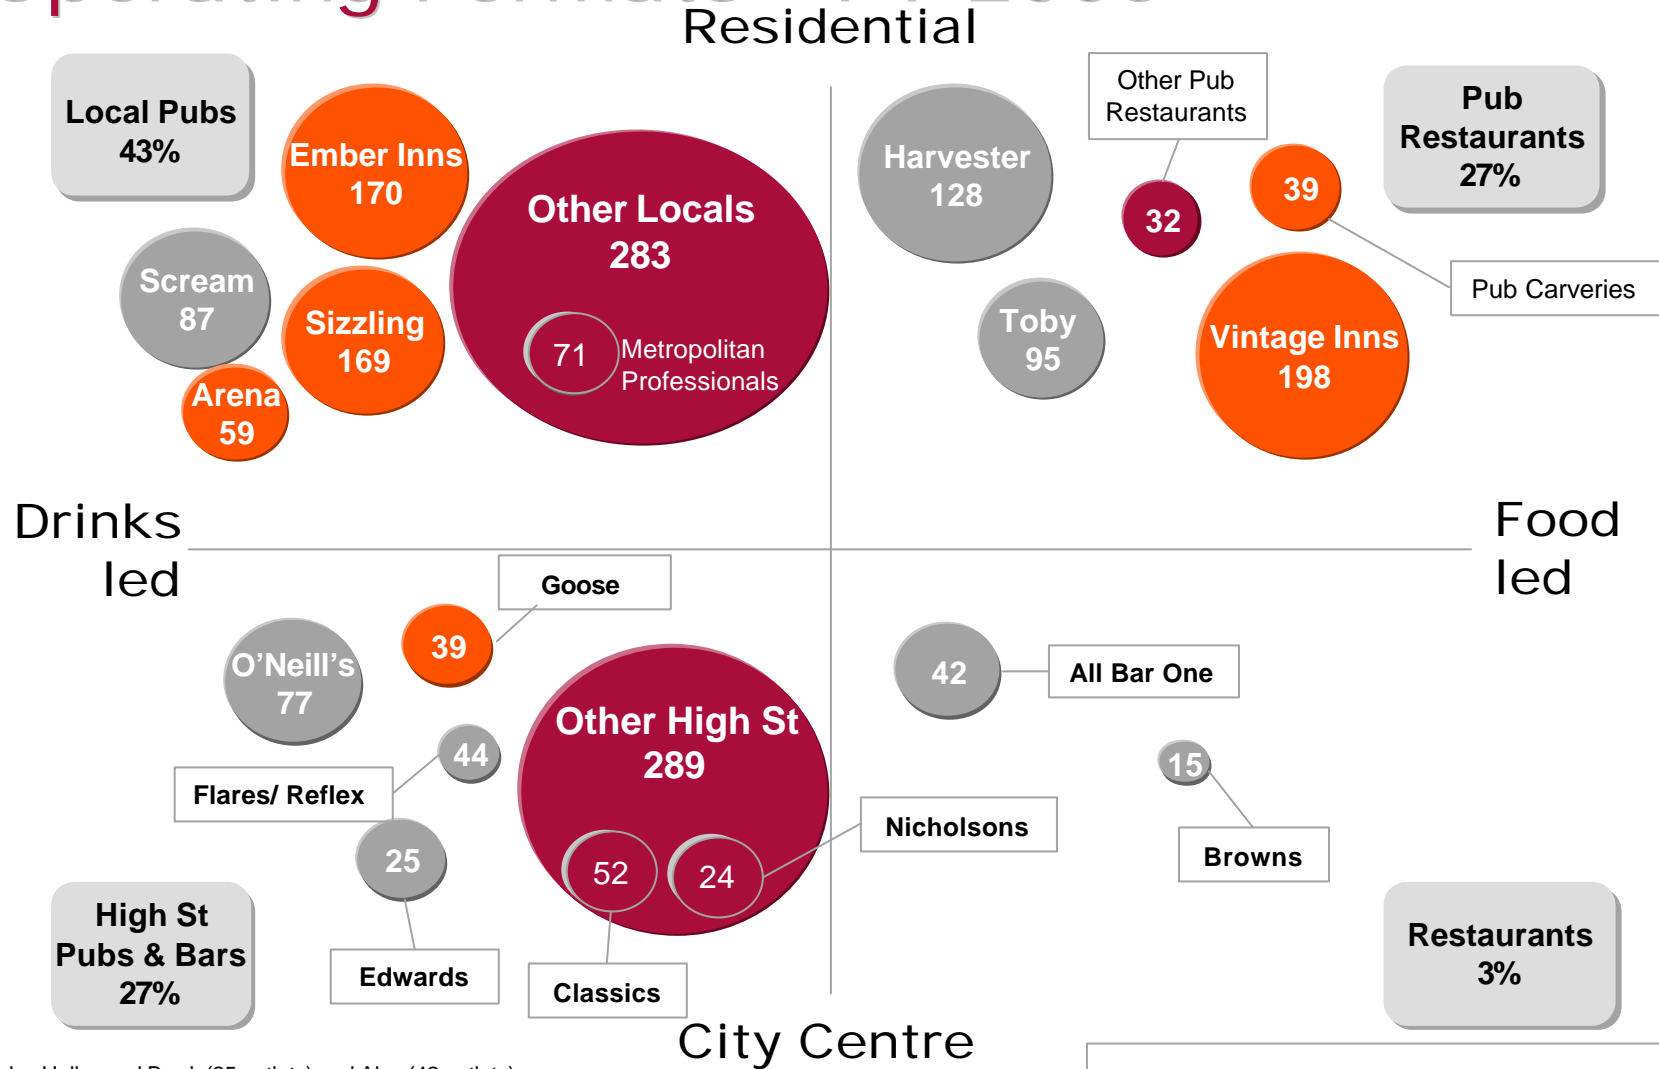 Residential
Local Pubs
43%
Ember Inns
170
Other Locals
283
71
Metropolitan
Professionals
Scream
87
Sizzling
169
Arena
59
Harvester
128
Other Pub
Restaurants
32
39
Pub Carveries
Pub
Restaurants
27%
Toby
95
Vintage Inns
198
Drinks
led
Food
led
Goose
39
O'Neill's
77
44
Flares/ Reflex
25
Edwards
Other High St
289
52
24
Classics
Nicholsons
High St
Pubs & Bars
27%
42
All Bar One
15
Browns
Restaurants
3%
City Centre